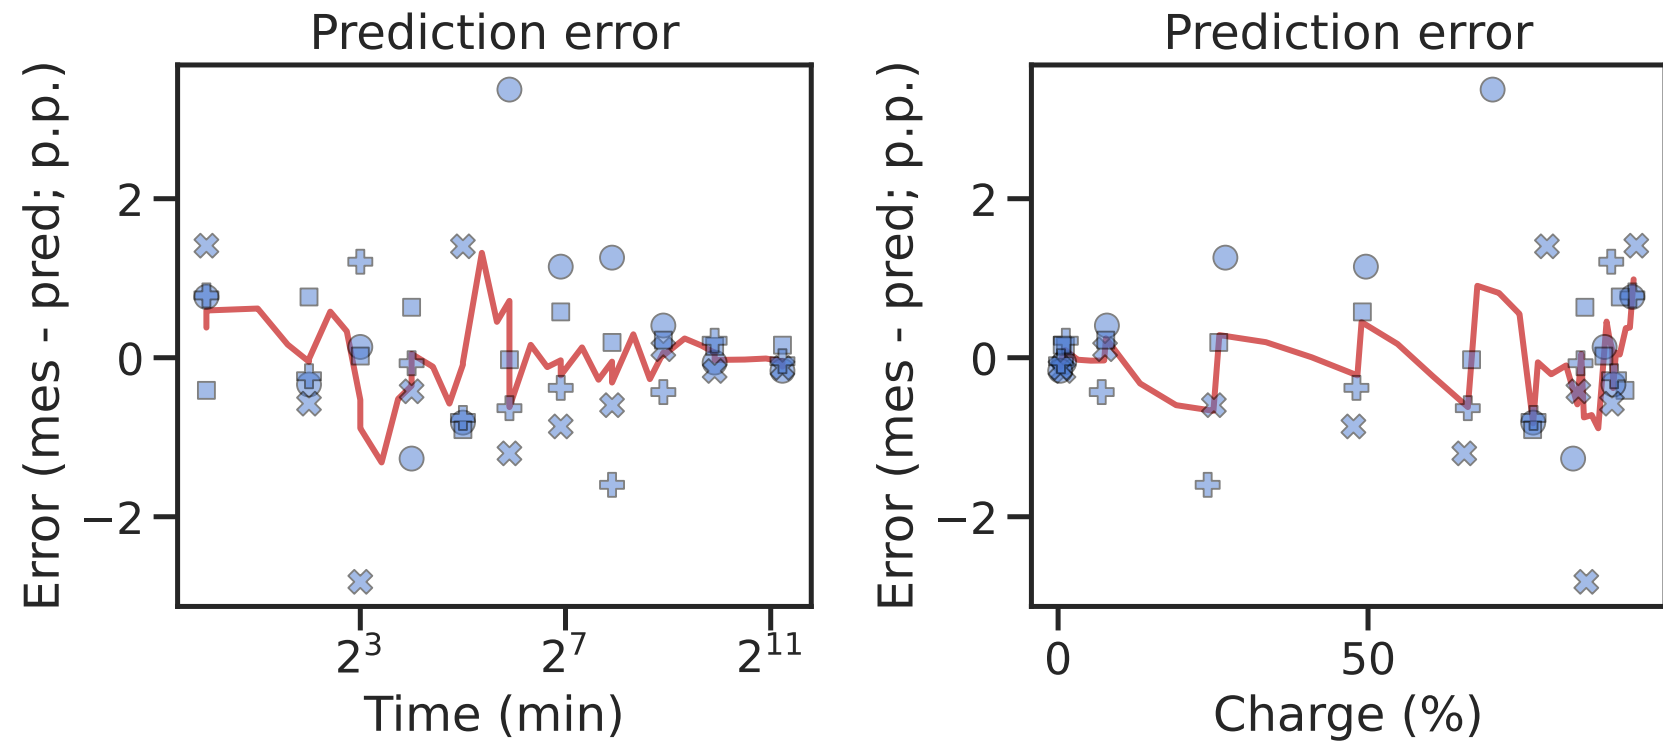 Prediction error
Error (mes - pred; p.p.)
2
0
−2
2³
2⁷
2¹¹
Time (min)
Prediction error
Error (mes - pred; p.p.)
2
0
−2
0
50
Charge (%)